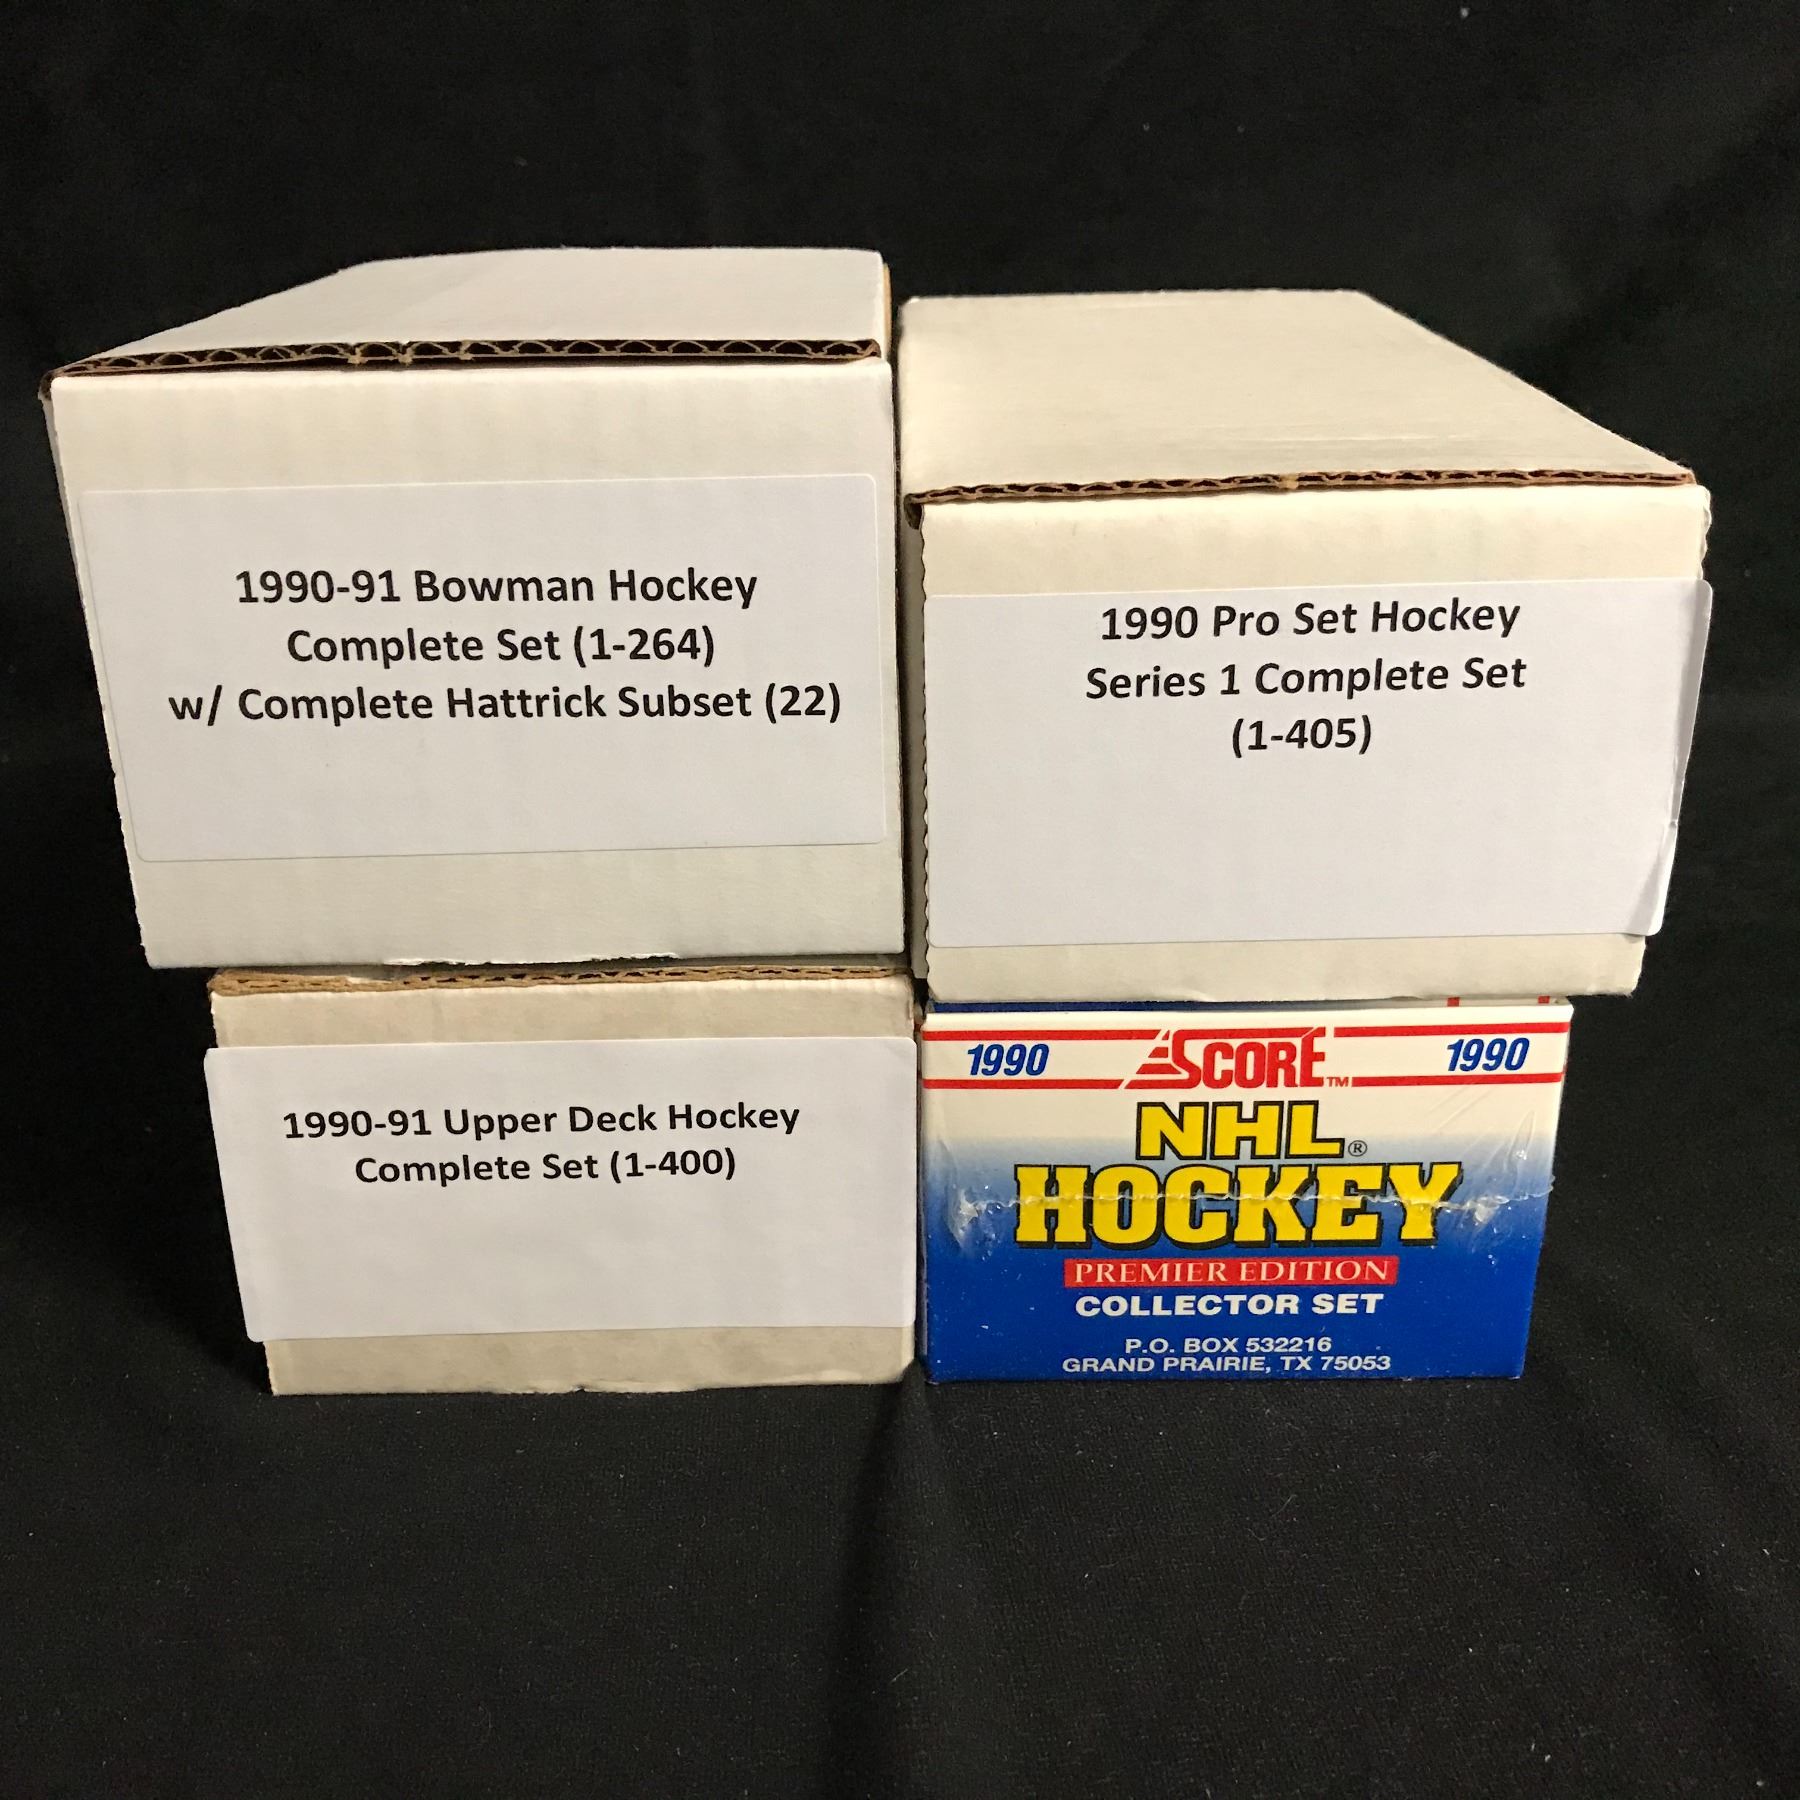 1990-91 Bowman Hockey
Complete Set (1-264)
w/ Complete Hattrick Subset (22)
1990 Pro Set Hockey
Series 1 Complete Set
(1-405)
1990-91 Upper Deck Hockey
Complete Set (1-400)
1990 SCORE™ 1990
NHL®
HOCKEY
PREMIER EDITION
COLLECTOR SET
P.O. BOX 532216
GRAND PRAIRIE, TX 75053